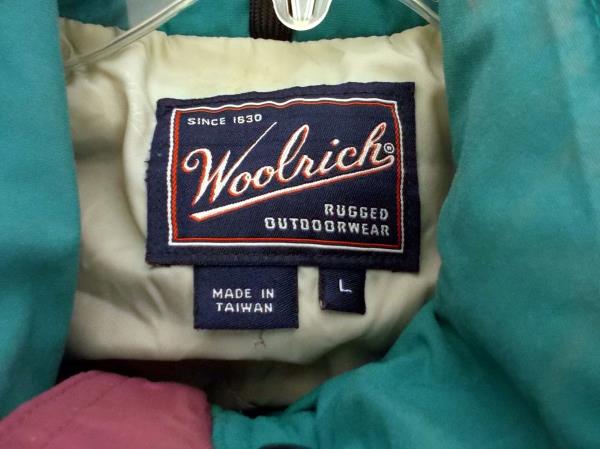 SINCE 1830
Woolrich®
RUGGED
OUTDOORWEAR
MADE IN
TAIWAN
L